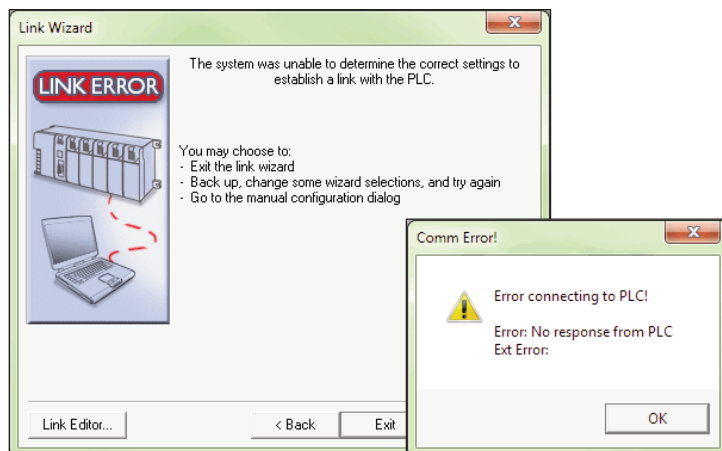 Link Wizard
x
LINK ERROR
The system was unable to determine the correct settings to
establish a link with the PLC.
You may choose to:
- Exit the link wizard
- Back up, change some wizard selections, and try again
- Go to the manual configuration dialog
Link Editor...
< Back
Exit
Comm Error!
x
Error connecting to PLC!
Error: No response from PLC
Ext Error:
OK